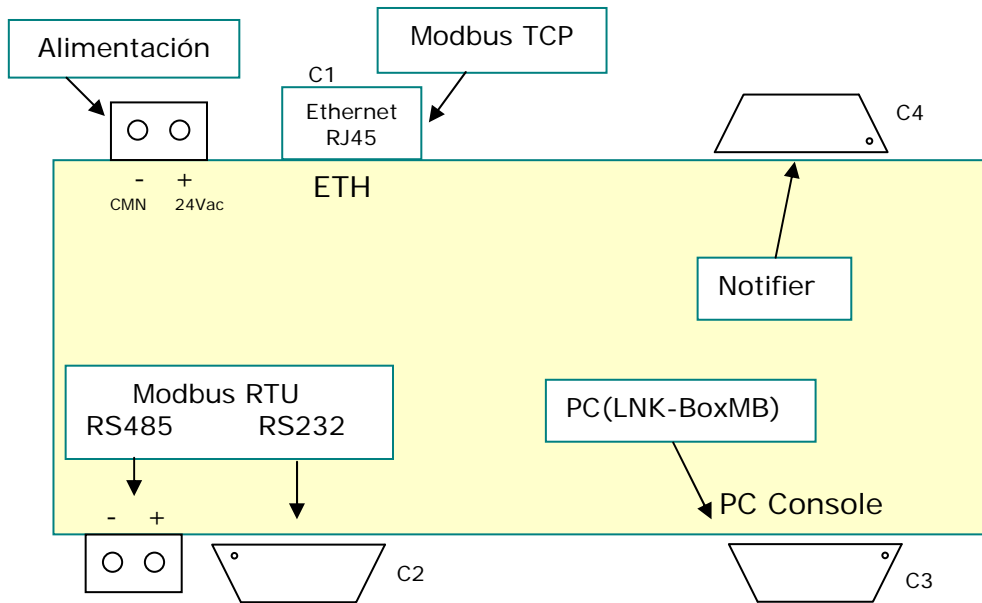 Alimentación
Modbus TCP
C1
Ethernet
RJ45
C4
- +
CMN 24Vac
ETH
Notifier
Modbus RTU
RS485 RS232
PC(LNK-BoxMB)
PC Console
- +
C2
C3